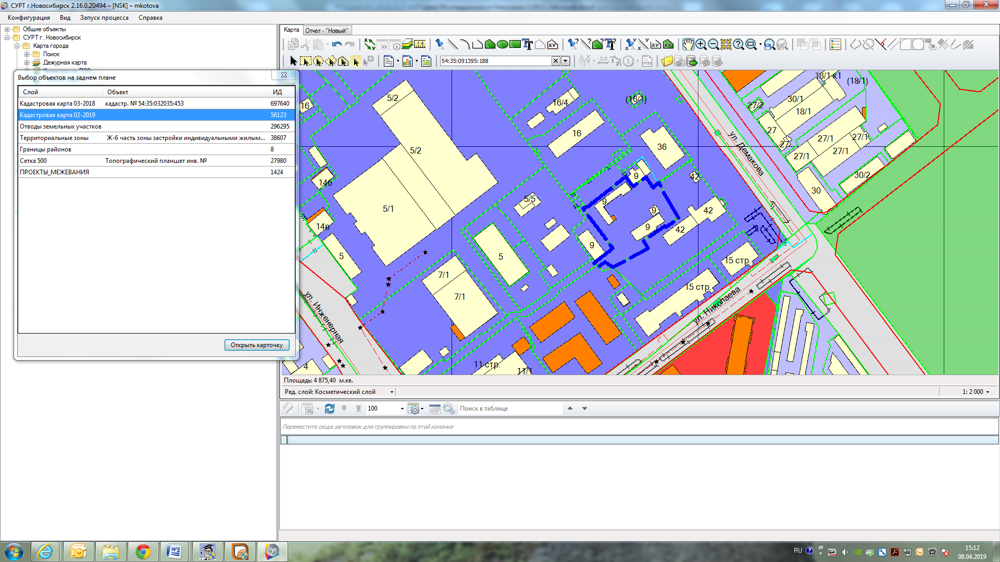 СУРТ г.Новосибирск 2.16.0.20494 – [NSK] – mkotova
Конфигурация Вид Запуск процесса Справка
Общие объекты
СУРТ г. Новосибирск
Карта города
Поиск
Дежурная карта
Карта Отчет - "Новый"
54:35:091395:188
Выбор объектов на заднем плане
Слой Объект ИД
Кадастровая карта 03-2018 кадастр. № 54:35:032035:453 697640
Кадастровая карта 02-2019 56123
Отводы земельных участков 296295
Территориальные зоны Ж-6 часть зоны застройки индивидуальными жилым... 38607
Границы районов 8
Сетка 500 Топографический планшет инв. № 27980
ПРОЕКТЫ_МЕЖЕВАНИЯ 1424
Открыть карточку
18/1 к1
(18/1)
5/2
16/4
(16/1)
30/1
27/2
16
18/1
16
27
27/1
27/1
5/2
36
27
27/1
27/1
9
42
30/2
14б
30
5/5
9
5/1
9
42
14в
9
42
9
5
5
15 стр.
7/1
15 стр.
7/1
4
11 стр.
11/1
ул. Демакова
ул. Николаева
ул. Инженерная
Площадь: 4 875,40 м.кв.
Ред. слой: Косметический слой 1: 2 000
100 Поиск в таблице
Переместите сюда заголовок для группировки по этой колонке
RU
15:12
08.04.2019